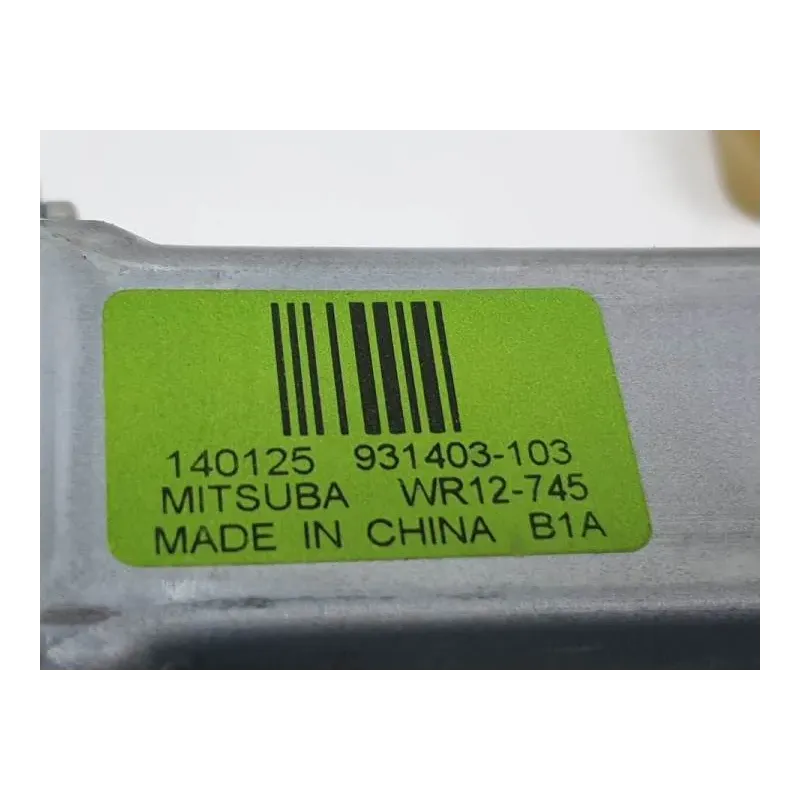 140125 931403-103
MITSUBA WR12-745
MADE IN CHINA B1A